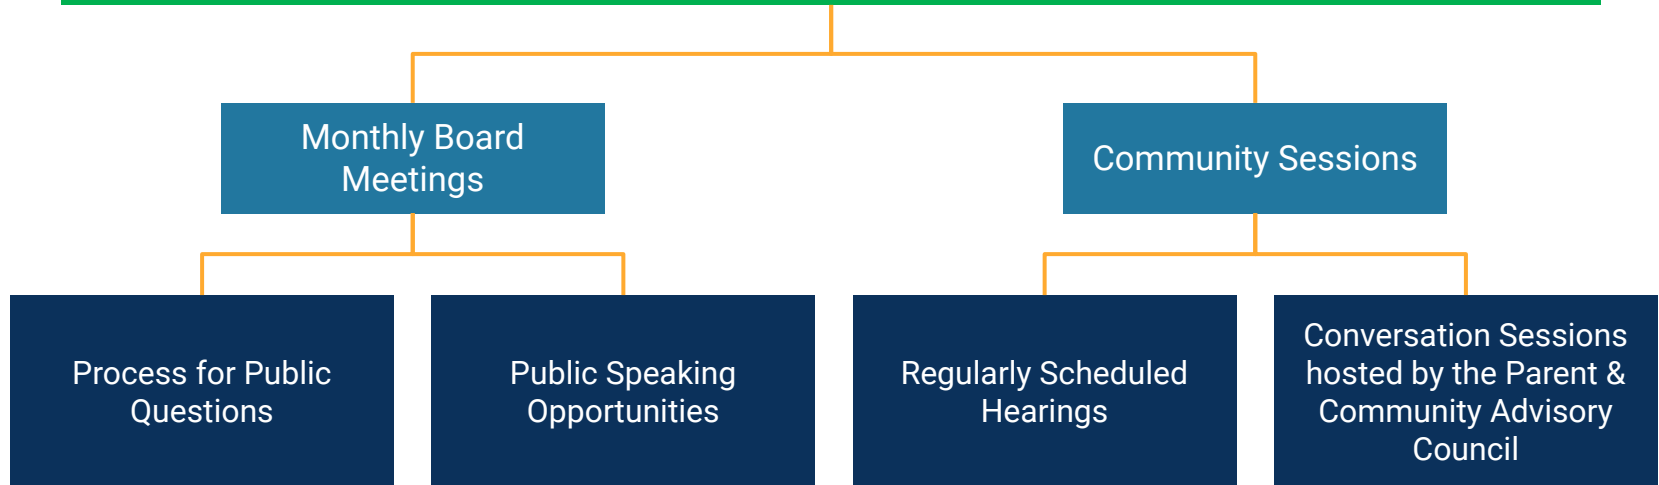 Monthly Board
Meetings
Community Sessions
Process for Public
Questions
Public Speaking
Opportunities
Regularly Scheduled
Hearings
Conversation Sessions
hosted by the Parent &
Community Advisory
Council